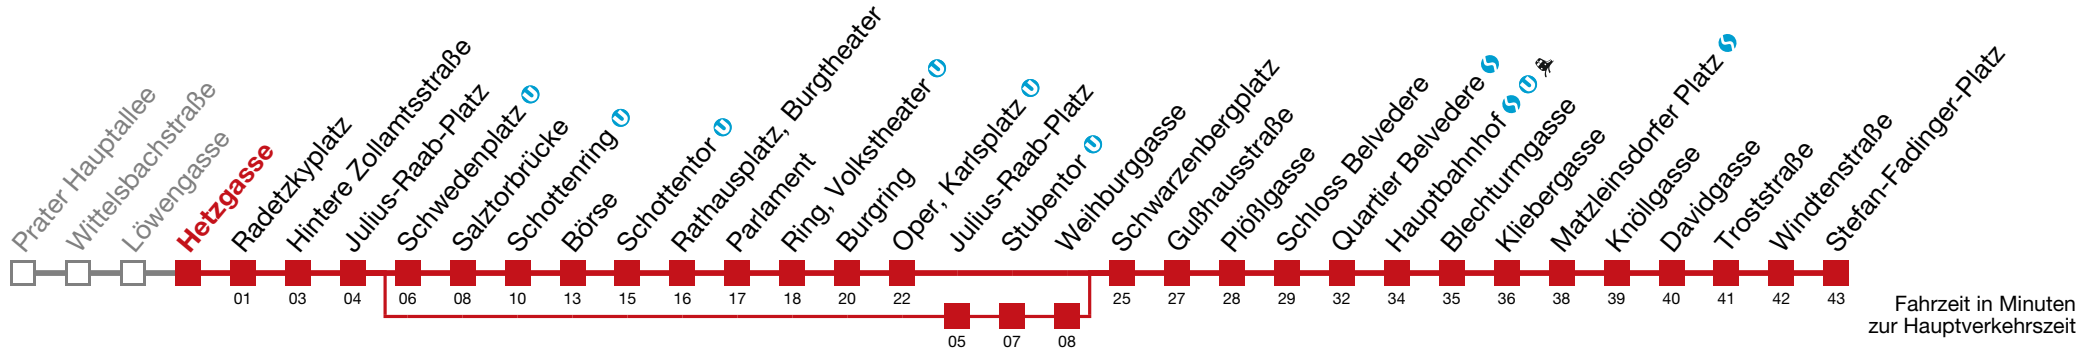 Prater Hauptallee
Wittelsbachstraße
Löwengasse
Hetzgasse
Radetzkyplatz
Hintere Zollamtsstraße
Julius-Raab-Platz
Schwedenplatz U
Salztorbrücke
Schottenring U
Börse
Schottentor U
Rathausplatz, Burgtheater
Parlament
Ring, Volkstheater U
Burgring
Oper, Karlsplatz U
Julius-Raab-Platz
Stubentor U
Weihburggasse
Schwarzenbergplatz
Gußhausstraße
Plößlgasse
Schloss Belvedere
Quartier Belvedere S
Hauptbahnhof S U
Blechturmgasse
Kliebergasse
Matzleinsdorfer Platz S
Knöllgasse
Davidgasse
Troststraße
Windtenstraße
Stefan-Fadinger-Platz
01 03 04 06 08 10 13 15 16 17 18 20 22 25 27 28 29 32 34 35 36 38 39 40 41 42 43
05 07 08
Fahrzeit in Minuten
zur Hauptverkehrszeit